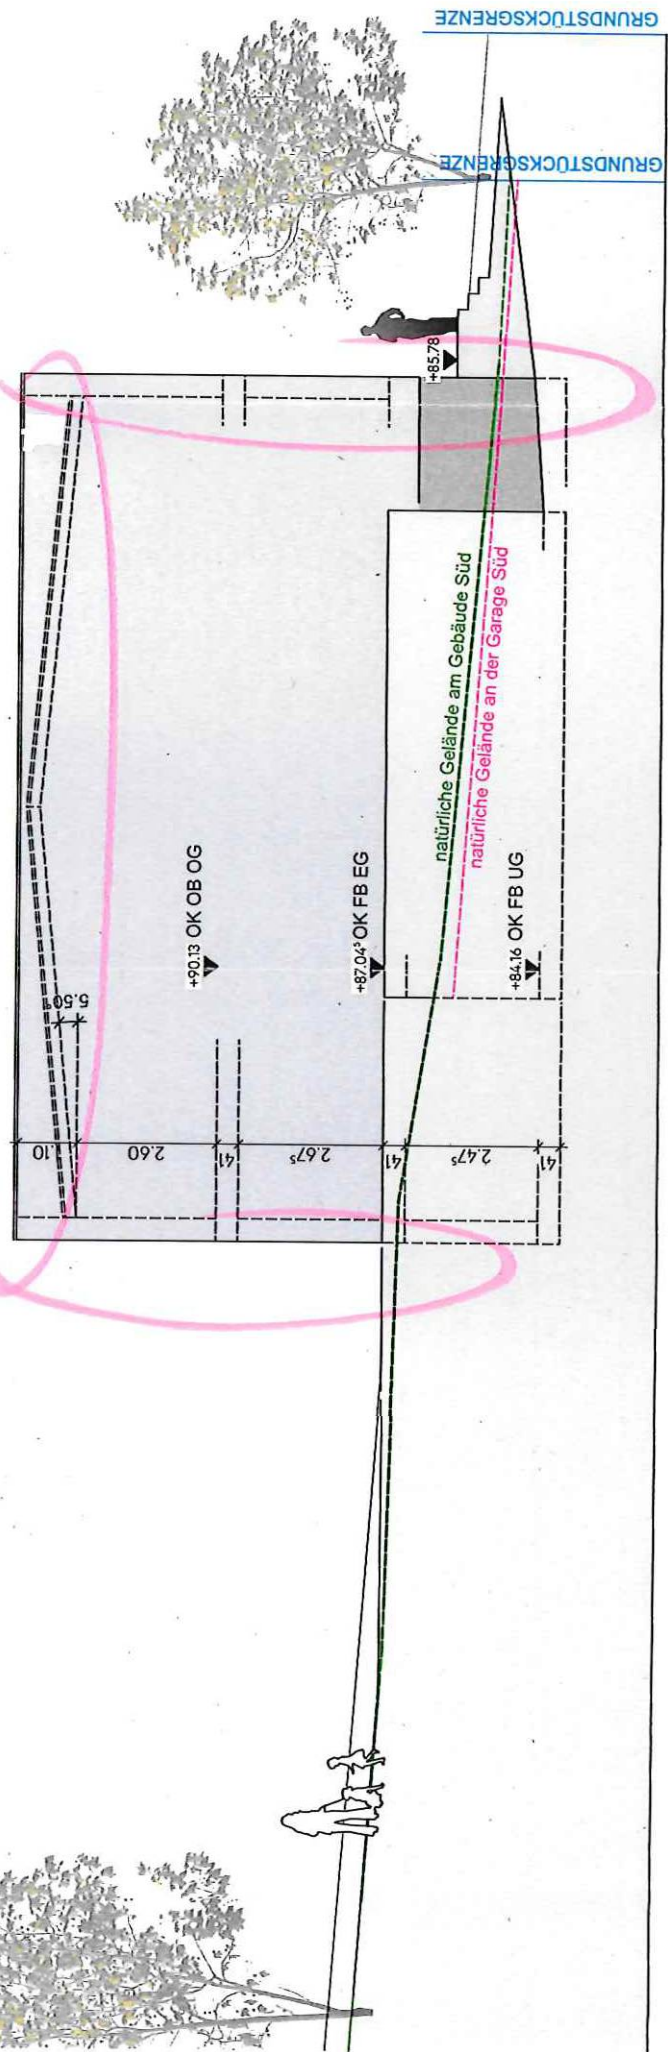 GRUNDSTÜCKSGRENZE
GRUNDSTÜCKSGRENZE
+85.78
natürliche Gelände am Gebäude Süd
natürliche Gelände an der Garage Süd
+90.13 OK OB OG
+87.04⁵ OK FB EG
+84.16 OK FB UG
5.50°
.10
2.60
41
2.67⁵
41
2.47⁵
41